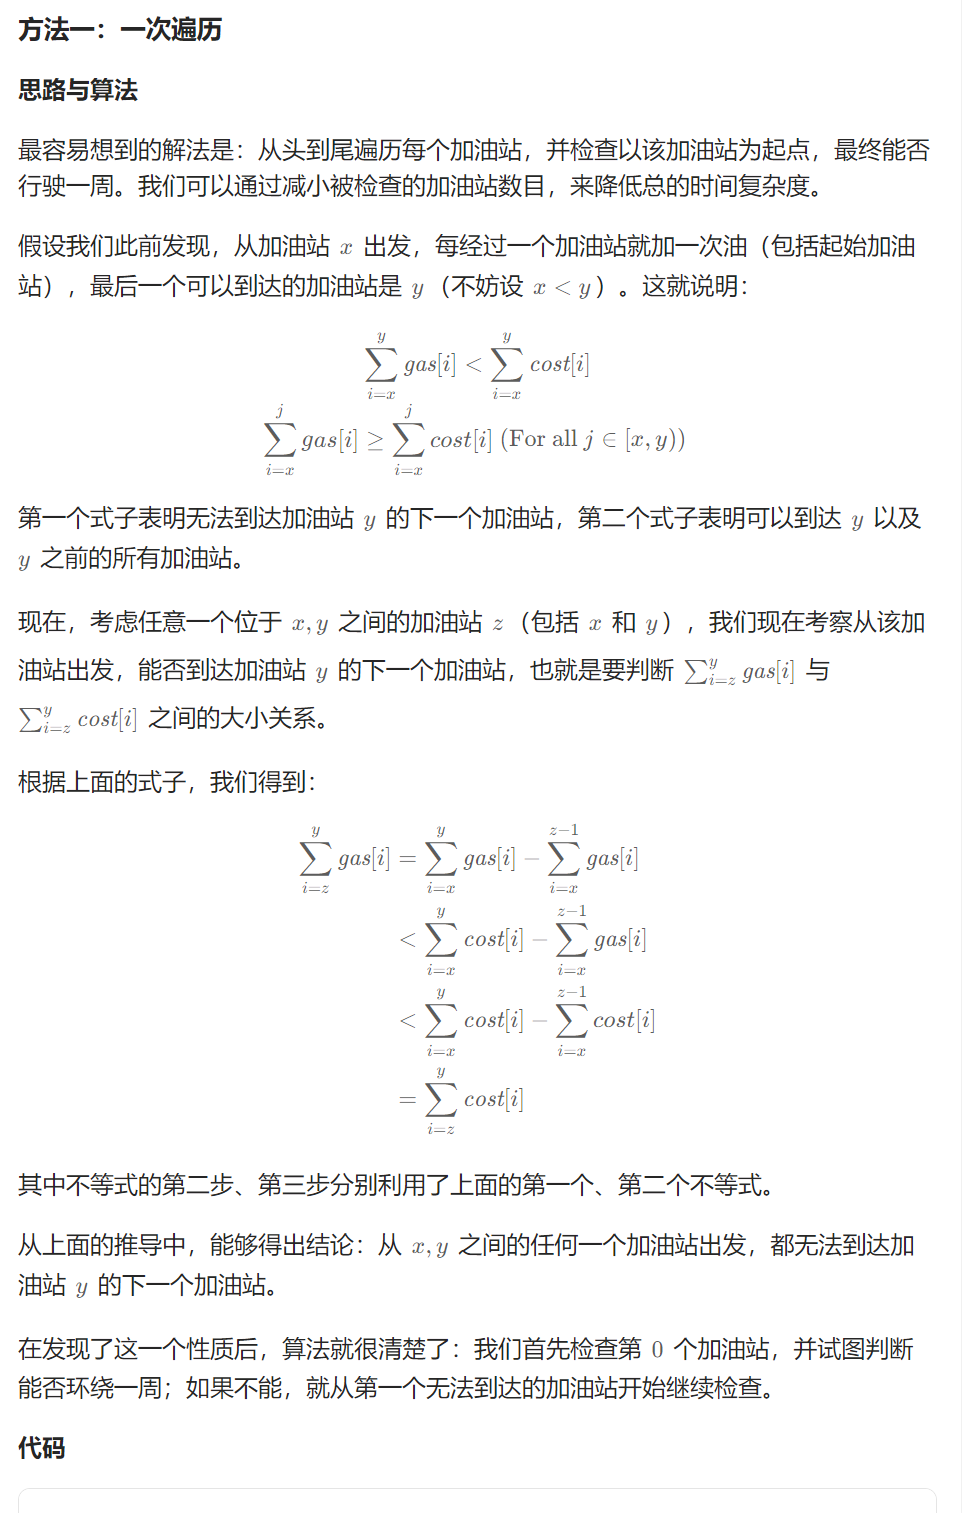 方法一：一次遍历
思路与算法
最容易想到的解法是：从头到尾遍历每个加油站，并检查以该加油站为起点，最终能否
行驶一周。我们可以通过减小被检查的加油站数目，来降低总的时间复杂度。
假设我们此前发现，从加油站 x 出发，每经过一个加油站就加一次油（包括起始加油
站），最后一个可以到达的加油站是 y（不妨设 x < y）。这就说明：
\sum_{i=x}^{y} gas[i] < \sum_{i=x}^{y} cost[i]
\sum_{i=x}^{j} gas[i] ≥ \sum_{i=x}^{j} cost[i] (For all j ∈ [x, y))
第一个式子表明无法到达加油站 y 的下一个加油站，第二个式子表明可以到达 y 以及
y 之前的所有加油站。
现在，考虑任意一个位于 x, y 之间的加油站 z（包括 x 和 y），我们现在考察从该加
油站出发，能否到达加油站 y 的下一个加油站，也就是要判断 \sum_{i=z}^{y} gas[i] 与
\sum_{i=z}^{y} cost[i] 之间的大小关系。
根据上面的式子，我们得到：
\sum_{i=z}^{y} gas[i] = \sum_{i=x}^{y} gas[i] − \sum_{i=x}^{z−1} gas[i]
< \sum_{i=x}^{y} cost[i] − \sum_{i=x}^{z−1} gas[i]
< \sum_{i=x}^{y} cost[i] − \sum_{i=x}^{z−1} cost[i]
= \sum_{i=z}^{y} cost[i]
其中不等式的第二步、第三步分别利用了上面的第一个、第二个不等式。
从上面的推导中，能够得出结论：从 x, y 之间的任何一个加油站出发，都无法到达加
油站 y 的下一个加油站。
在发现了这一个性质后，算法就很清楚了：我们首先检查第 0 个加油站，并试图判断
能否环绕一周；如果不能，就从第一个无法到达的加油站开始继续检查。
代码